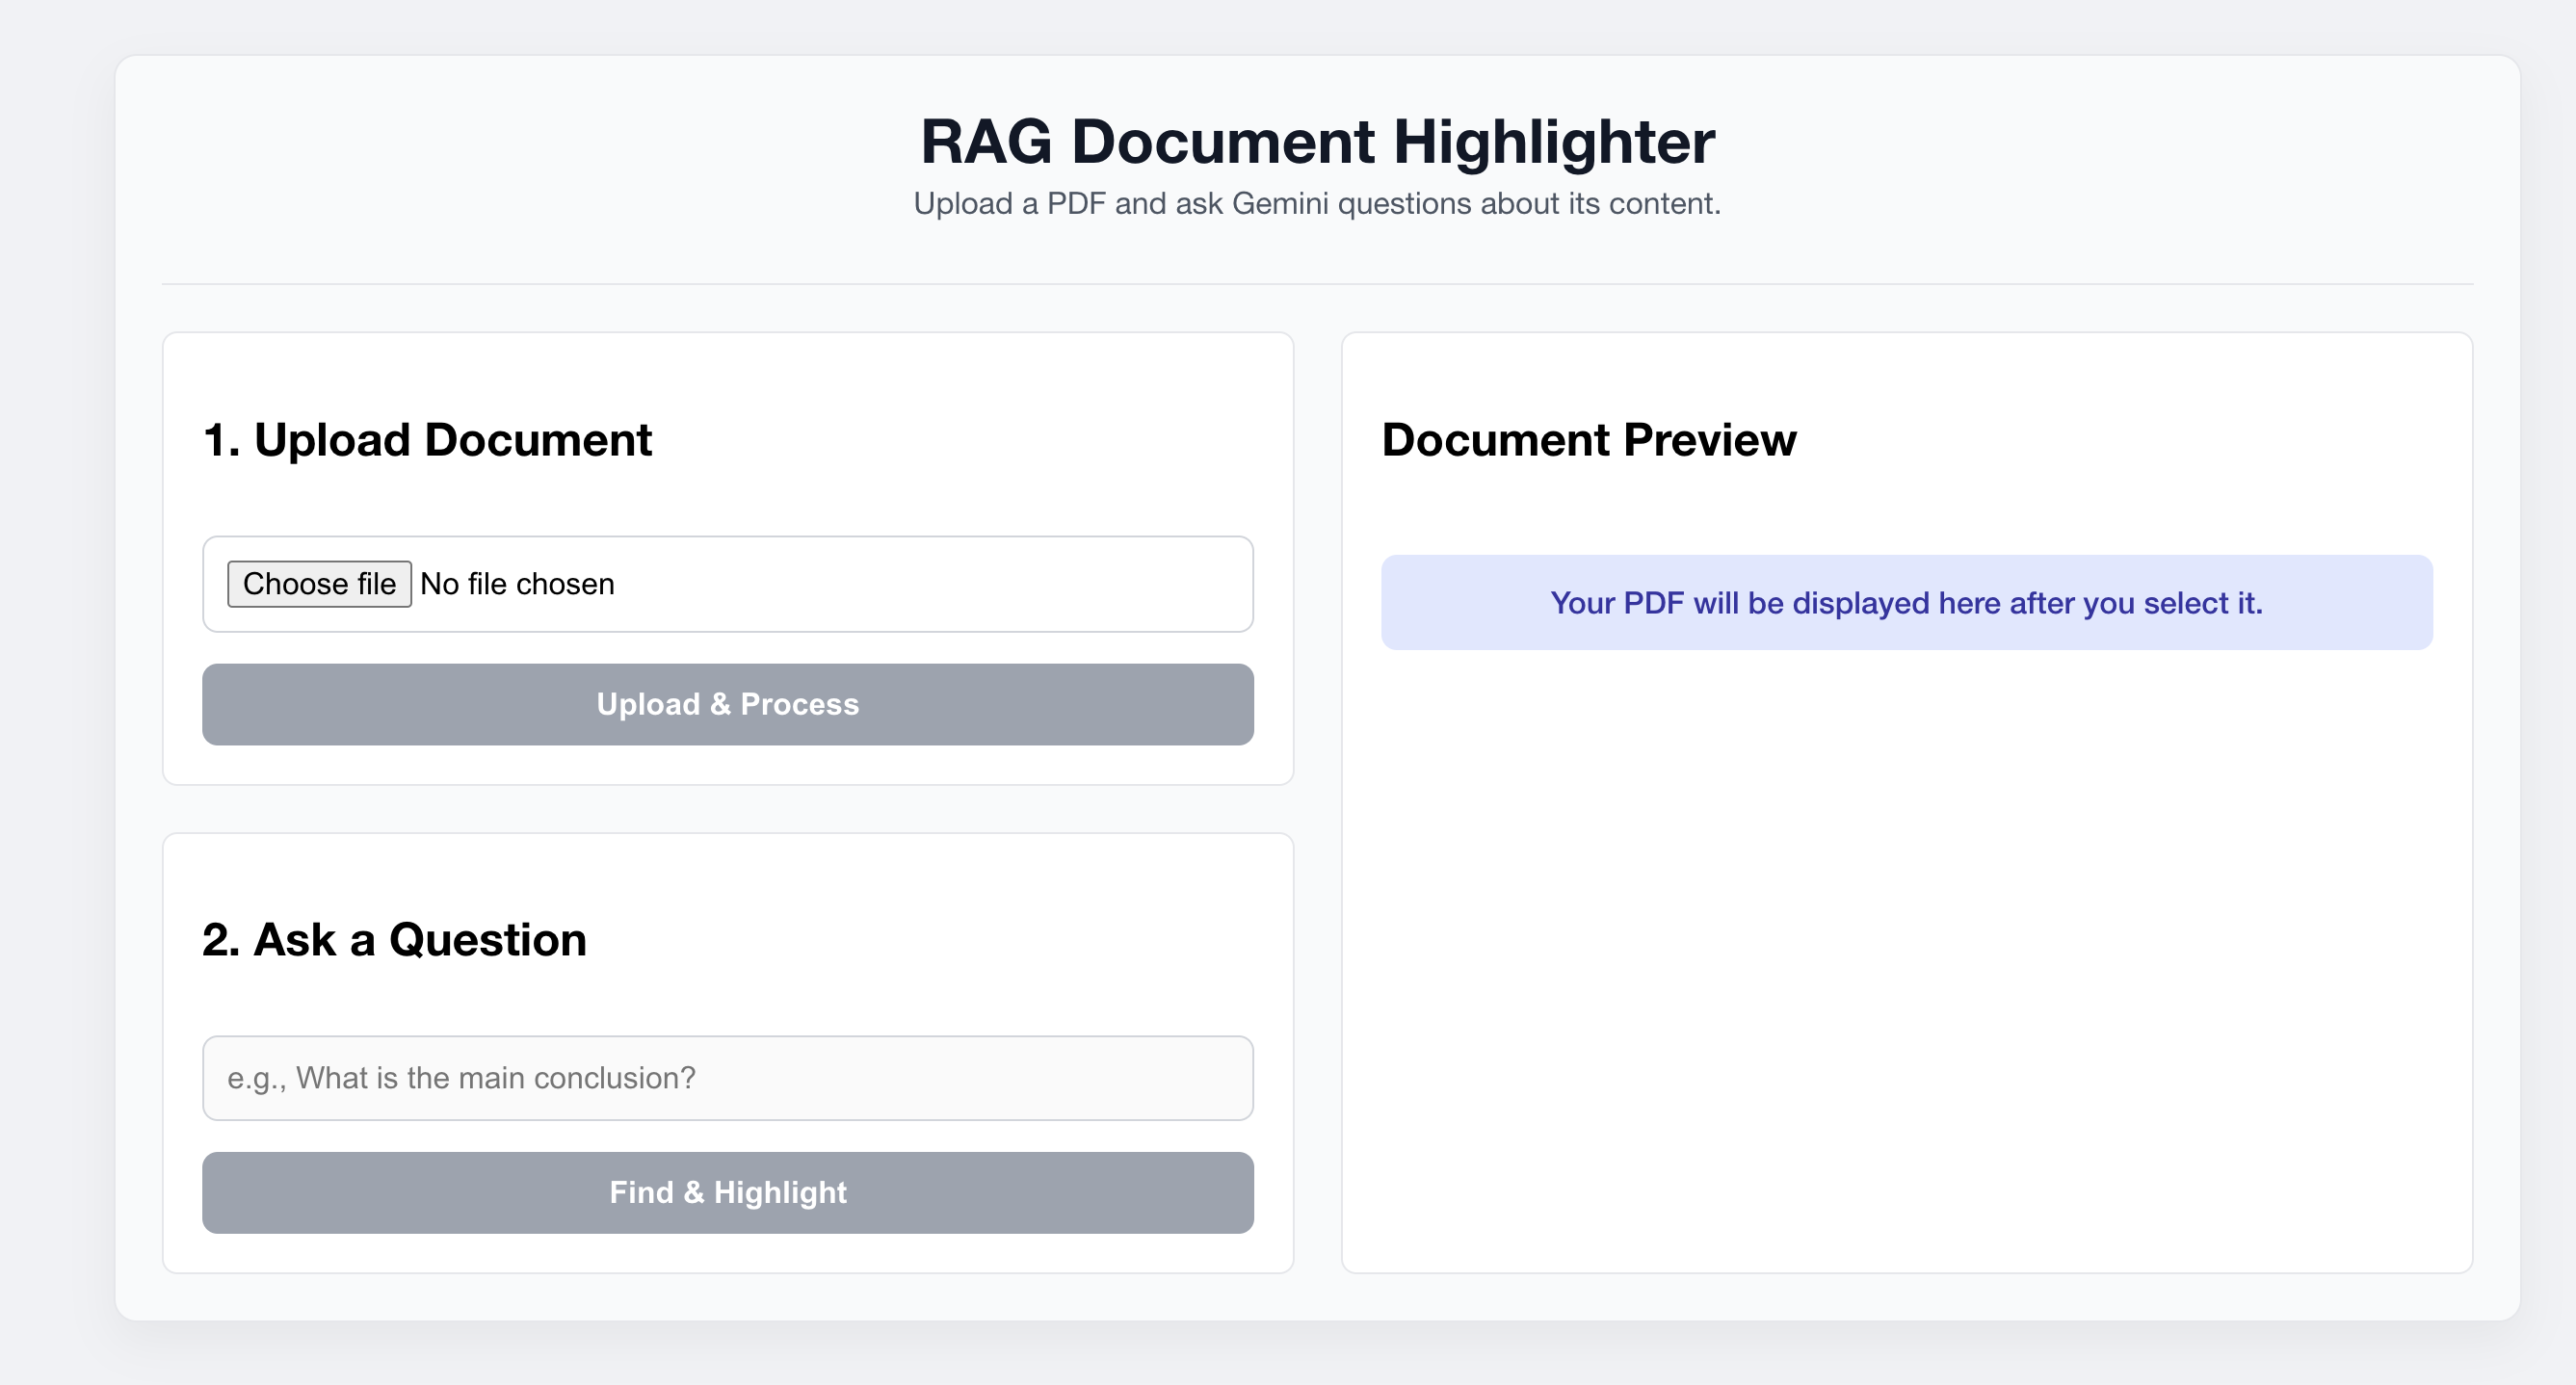 RAG Document Highlighter
Upload a PDF and ask Gemini questions about its content.
1. Upload Document
Choose file No file chosen
Upload & Process
2. Ask a Question
e.g., What is the main conclusion?
Find & Highlight
Document Preview
Your PDF will be displayed here after you select it.